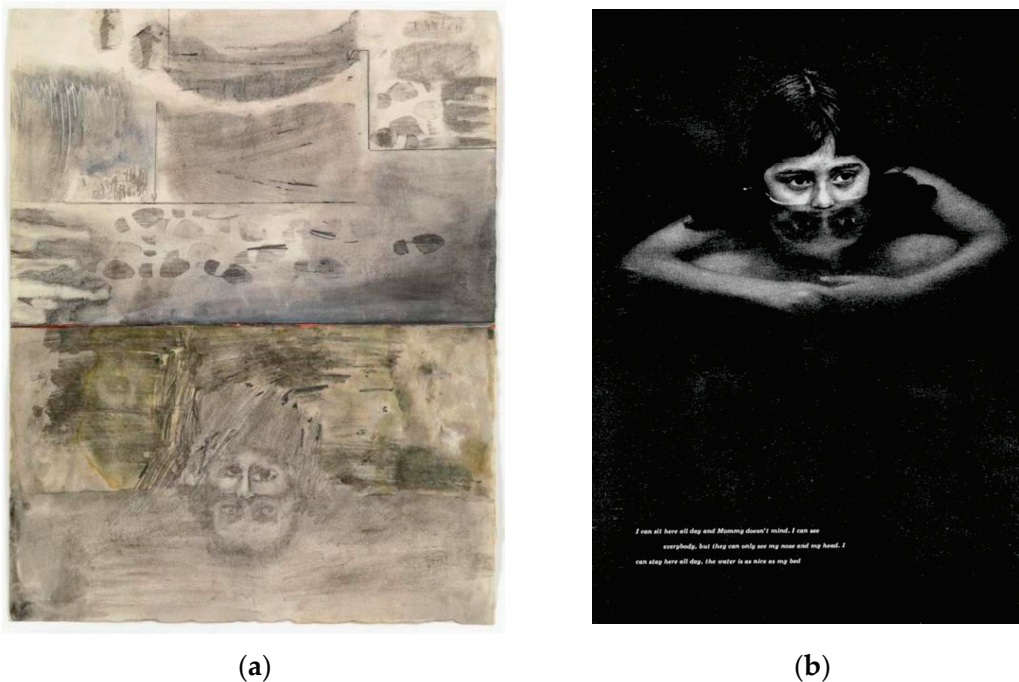 I can sit here all day and Mommy doesn't mind. I can see
everybody, but they can only see my nose and my head. I
can stay here all day, the water is as nice as my bed
(a)
(b)